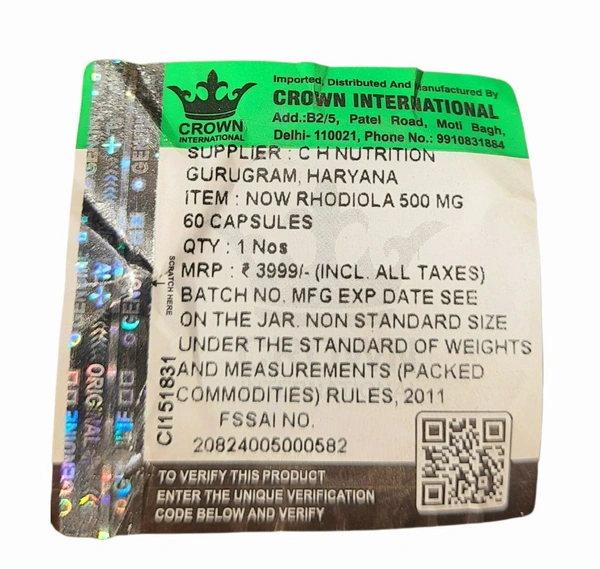 Imported, Distributed And Manufactured By
CROWN INTERNATIONAL
Add.:B2/5, Patel Road, Moti Bagh,
Delhi- 110021, Phone No.: 9910831884
CROWN
INTERNATIONAL
SUPPLIER : C H NUTRITION
GURUGRAM, HARYANA
ITEM : NOW RHODIOLA 500 MG
60 CAPSULES
QTY : 1 Nos
MRP : ₹ 3999/- (INCL. ALL TAXES)
BATCH NO. MFG EXP DATE SEE
ON THE JAR. NON STANDARD SIZE
UNDER THE STANDARD OF WEIGHTS
AND MEASUREMENTS (PACKED
COMMODITIES) RULES, 2011
FSSAI NO.
20824005000582
SCRATCH HERE
CI151831
TO VERIFY THIS PRODUCT
ENTER THE UNIQUE VERIFICATION
CODE BELOW AND VERIFY
GENUINE
ORIGINAL